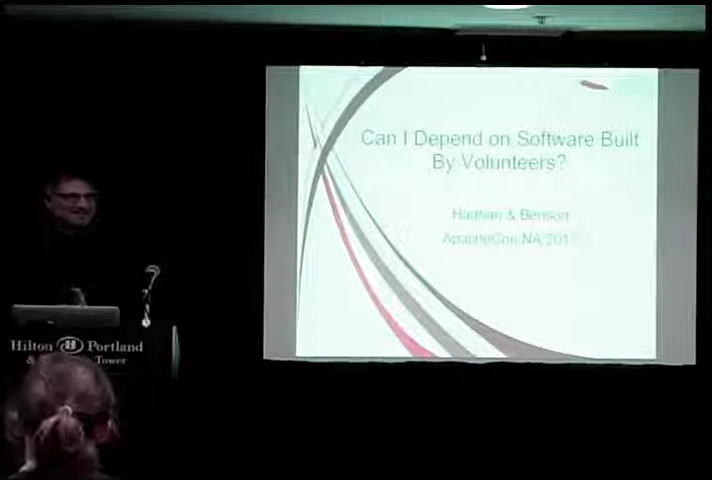 Can I Depend on Software Built
By Volunteers?
& Benson
ApacheCon NA
Hilton Portland
& Tower